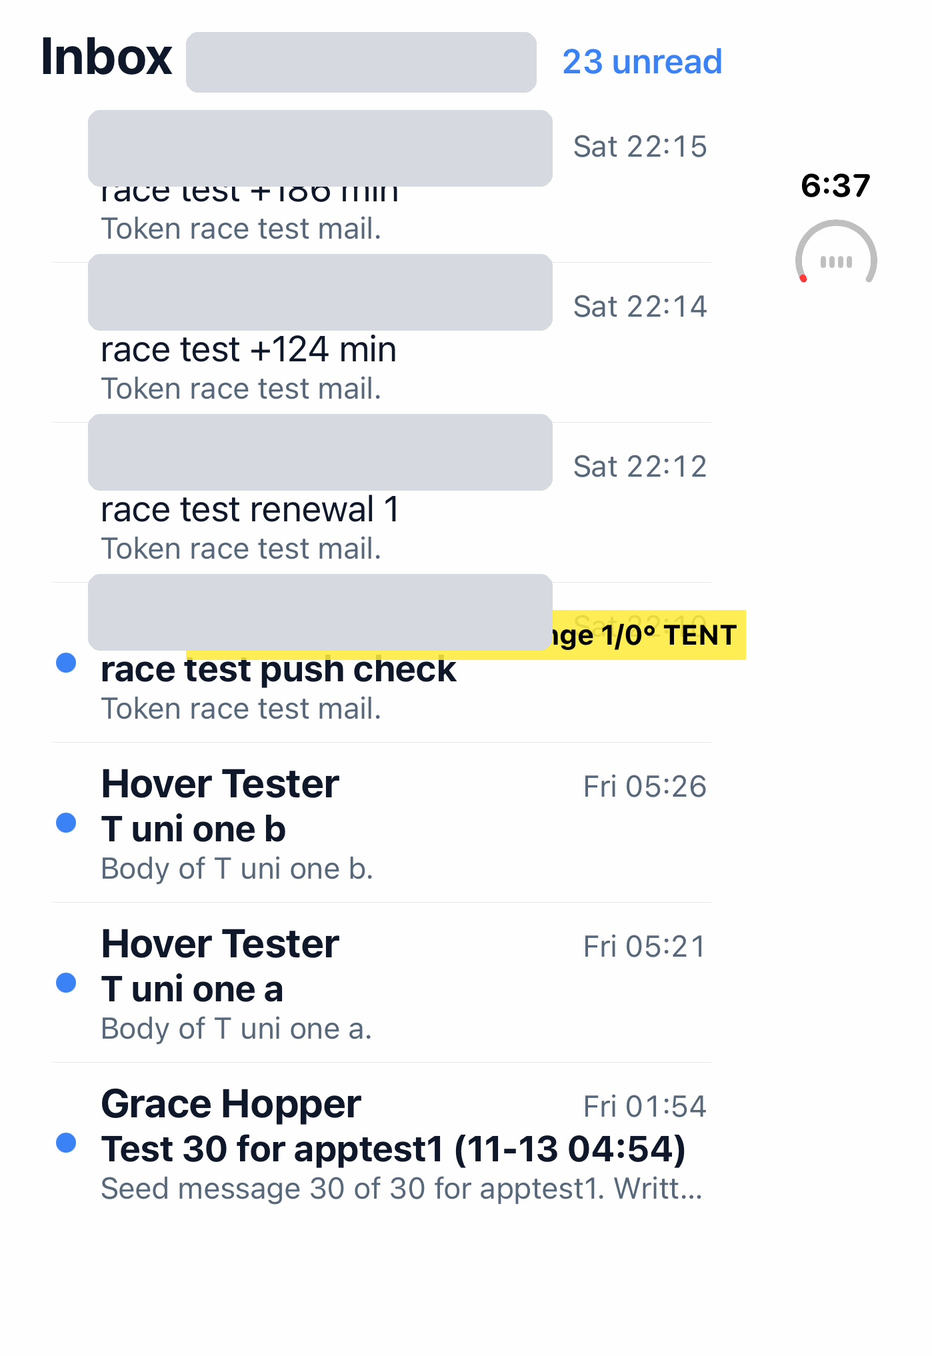 Inbox 23 unread
6:37
Sat 22:15
race test +186 min
Token race test mail.
Sat 22:14
race test +124 min
Token race test mail.
Sat 22:12
race test renewal 1
Token race test mail.
1/0° TENT
race test push check
Token race test mail.
Hover Tester Fri 05:26
T uni one b
Body of T uni one b.
Hover Tester Fri 05:21
T uni one a
Body of T uni one a.
Grace Hopper Fri 01:54
Test 30 for apptest1 (11-13 04:54)
Seed message 30 of 30 for apptest1. Writt...